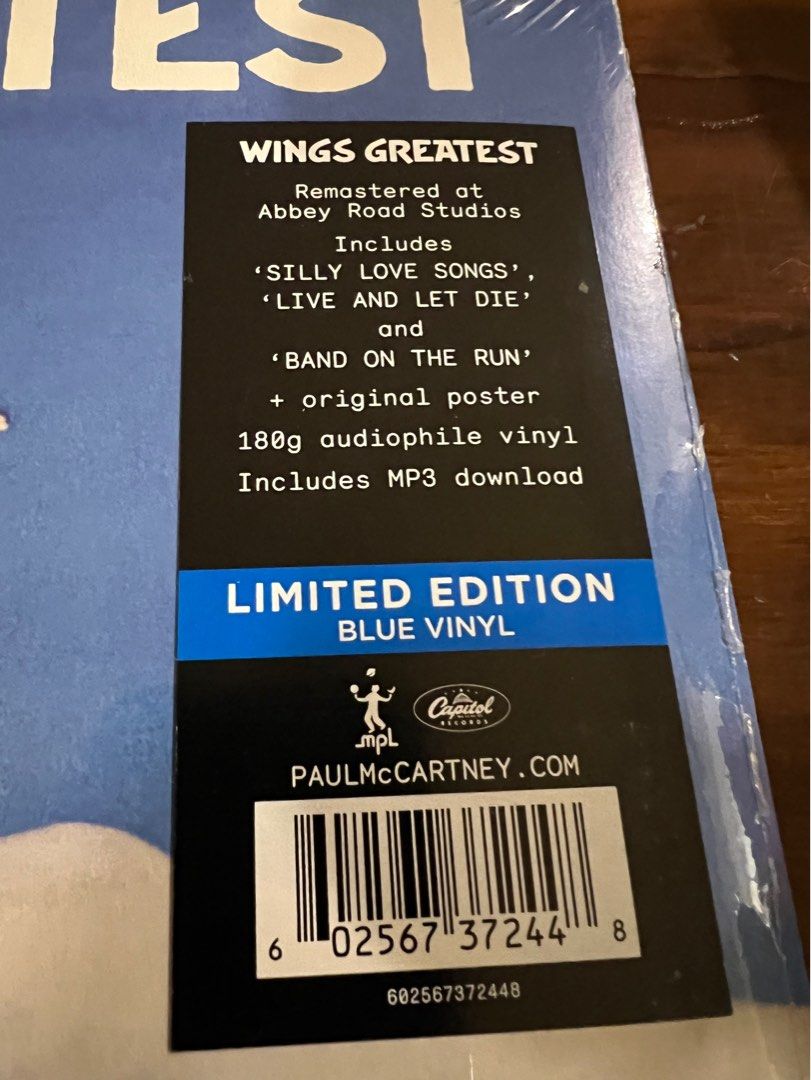 TEST
WINGS GREATEST
Remastered at
Abbey Road Studios
Includes
‘SILLY LOVE SONGS’,
‘LIVE AND LET DIE’
and
‘BAND ON THE RUN’
+ original poster
180g audiophile vinyl
Includes MP3 download
LIMITED EDITION
BLUE VINYL
mpL
Capitol
RECORDS
PAULMcCARTNEY.COM
6 02567 37244 8
602567372448